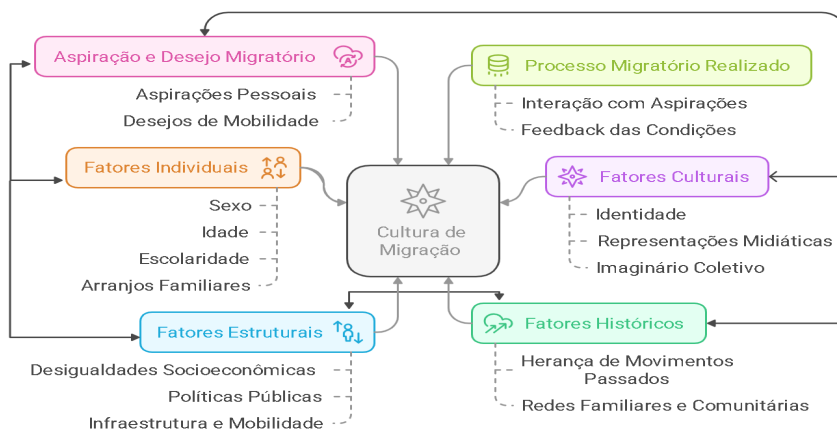 Aspiração e Desejo Migratório
Aspirações Pessoais
Desejos de Mobilidade
Processo Migratório Realizado
Interação com Aspirações
Feedback das Condições
Fatores Individuais
Sexo
Idade
Escolaridade
Arranjos Familiares
Cultura de
Migração
Fatores Culturais
Identidade
Representações Midiáticas
Imaginário Coletivo
Fatores Estruturais
Desigualdades Socioeconômicas
Políticas Públicas
Infraestrutura e Mobilidade
Fatores Históricos
Herança de Movimentos
Passados
Redes Familiares e Comunitárias